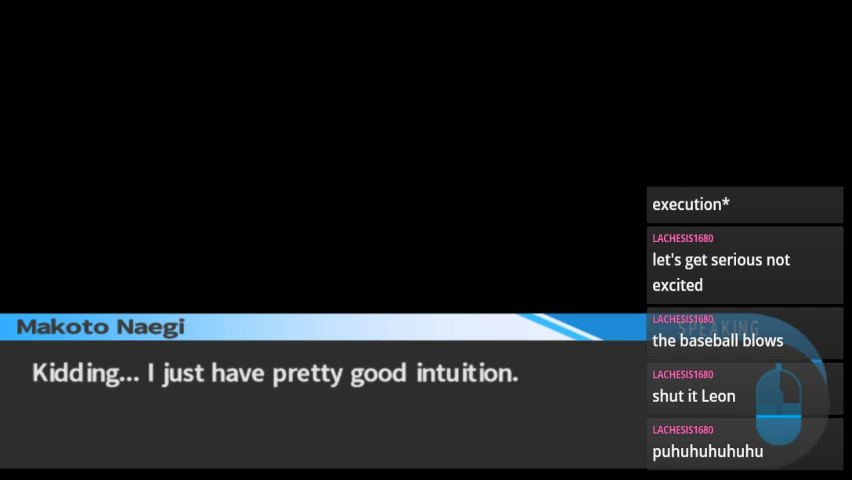 execution*
LACHESIS1680
let's get serious not
excited
LACHESIS1680
SPEAKING
the baseball blows
LACHESIS1680
shut it Leon
LACHESIS1680
puhuhuhuhuhu
Makoto Naegi
Kidding... I just have pretty good intuition.